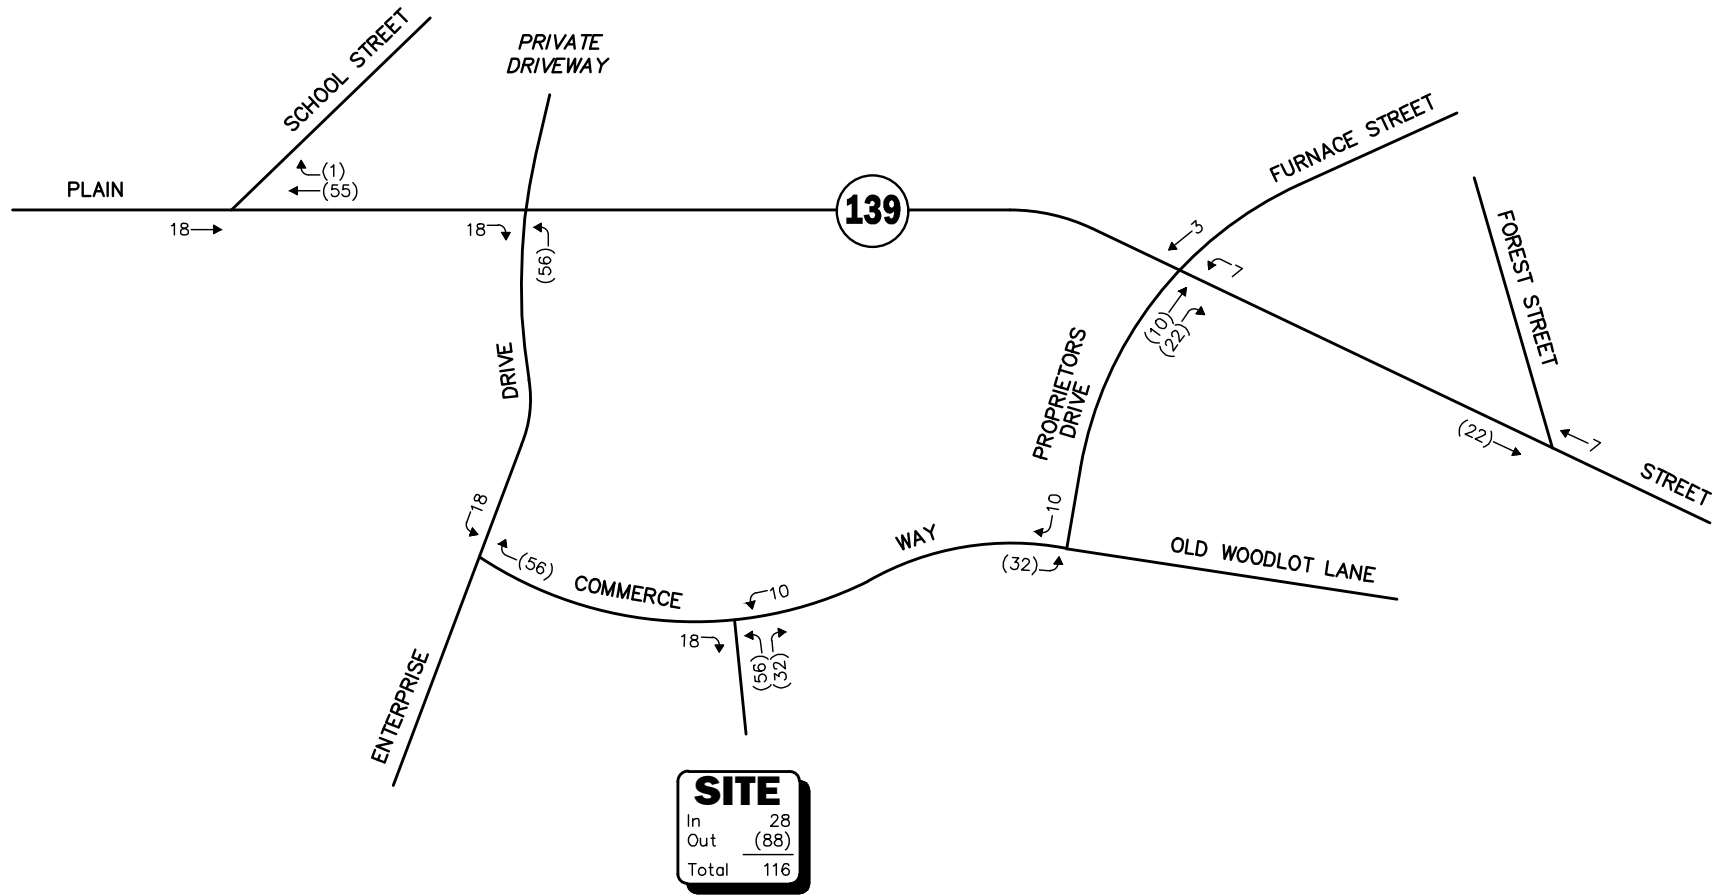 SCHOOL STREET
PRIVATE
DRIVEWAY
FURNACE STREET
PLAIN
(1)
(55)
18
18
(56)
139
3
7
(10)
(22)
FOREST STREET
DRIVE
PROPRIETORS
DRIVE
(22)
7
STREET
18
(56)
COMMERCE
WAY
10
(32)
OLD WOODLOT LANE
10
18
(56)
(32)
ENTERPRISE
SITE
In 28
Out (88)
Total 116